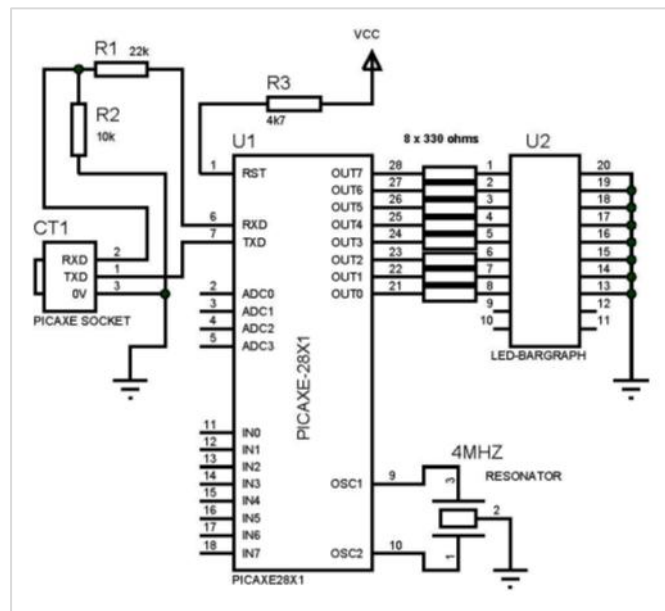 VCC
R1 22k
R3
4k7
R2
10k
U1
8 x 330 ohms
U2
1 RST OUT7 28 1 20
OUT6 27 2 19
OUT5 26 3 18
CT1
6 RXD OUT4 25 4 17
7 TXD OUT3 24 5 16
RXD 2
OUT2 23 6 15
TXD 1
OUT1 22 7 14
0V 3
2 ADC0 OUT0 21 8 13
3 ADC1 9 12
PICAXE SOCKET
4 ADC2 10 11
5 ADC3
LED-BARGRAPH
PICAXE-28X1
11 IN0
12 IN1
4MHZ
13 IN2
RESONATOR
14 IN3 OSC1 9 3
15 IN4
16 IN5 2
17 IN6
18 IN7 OSC2 10 1
PICAXE28X1